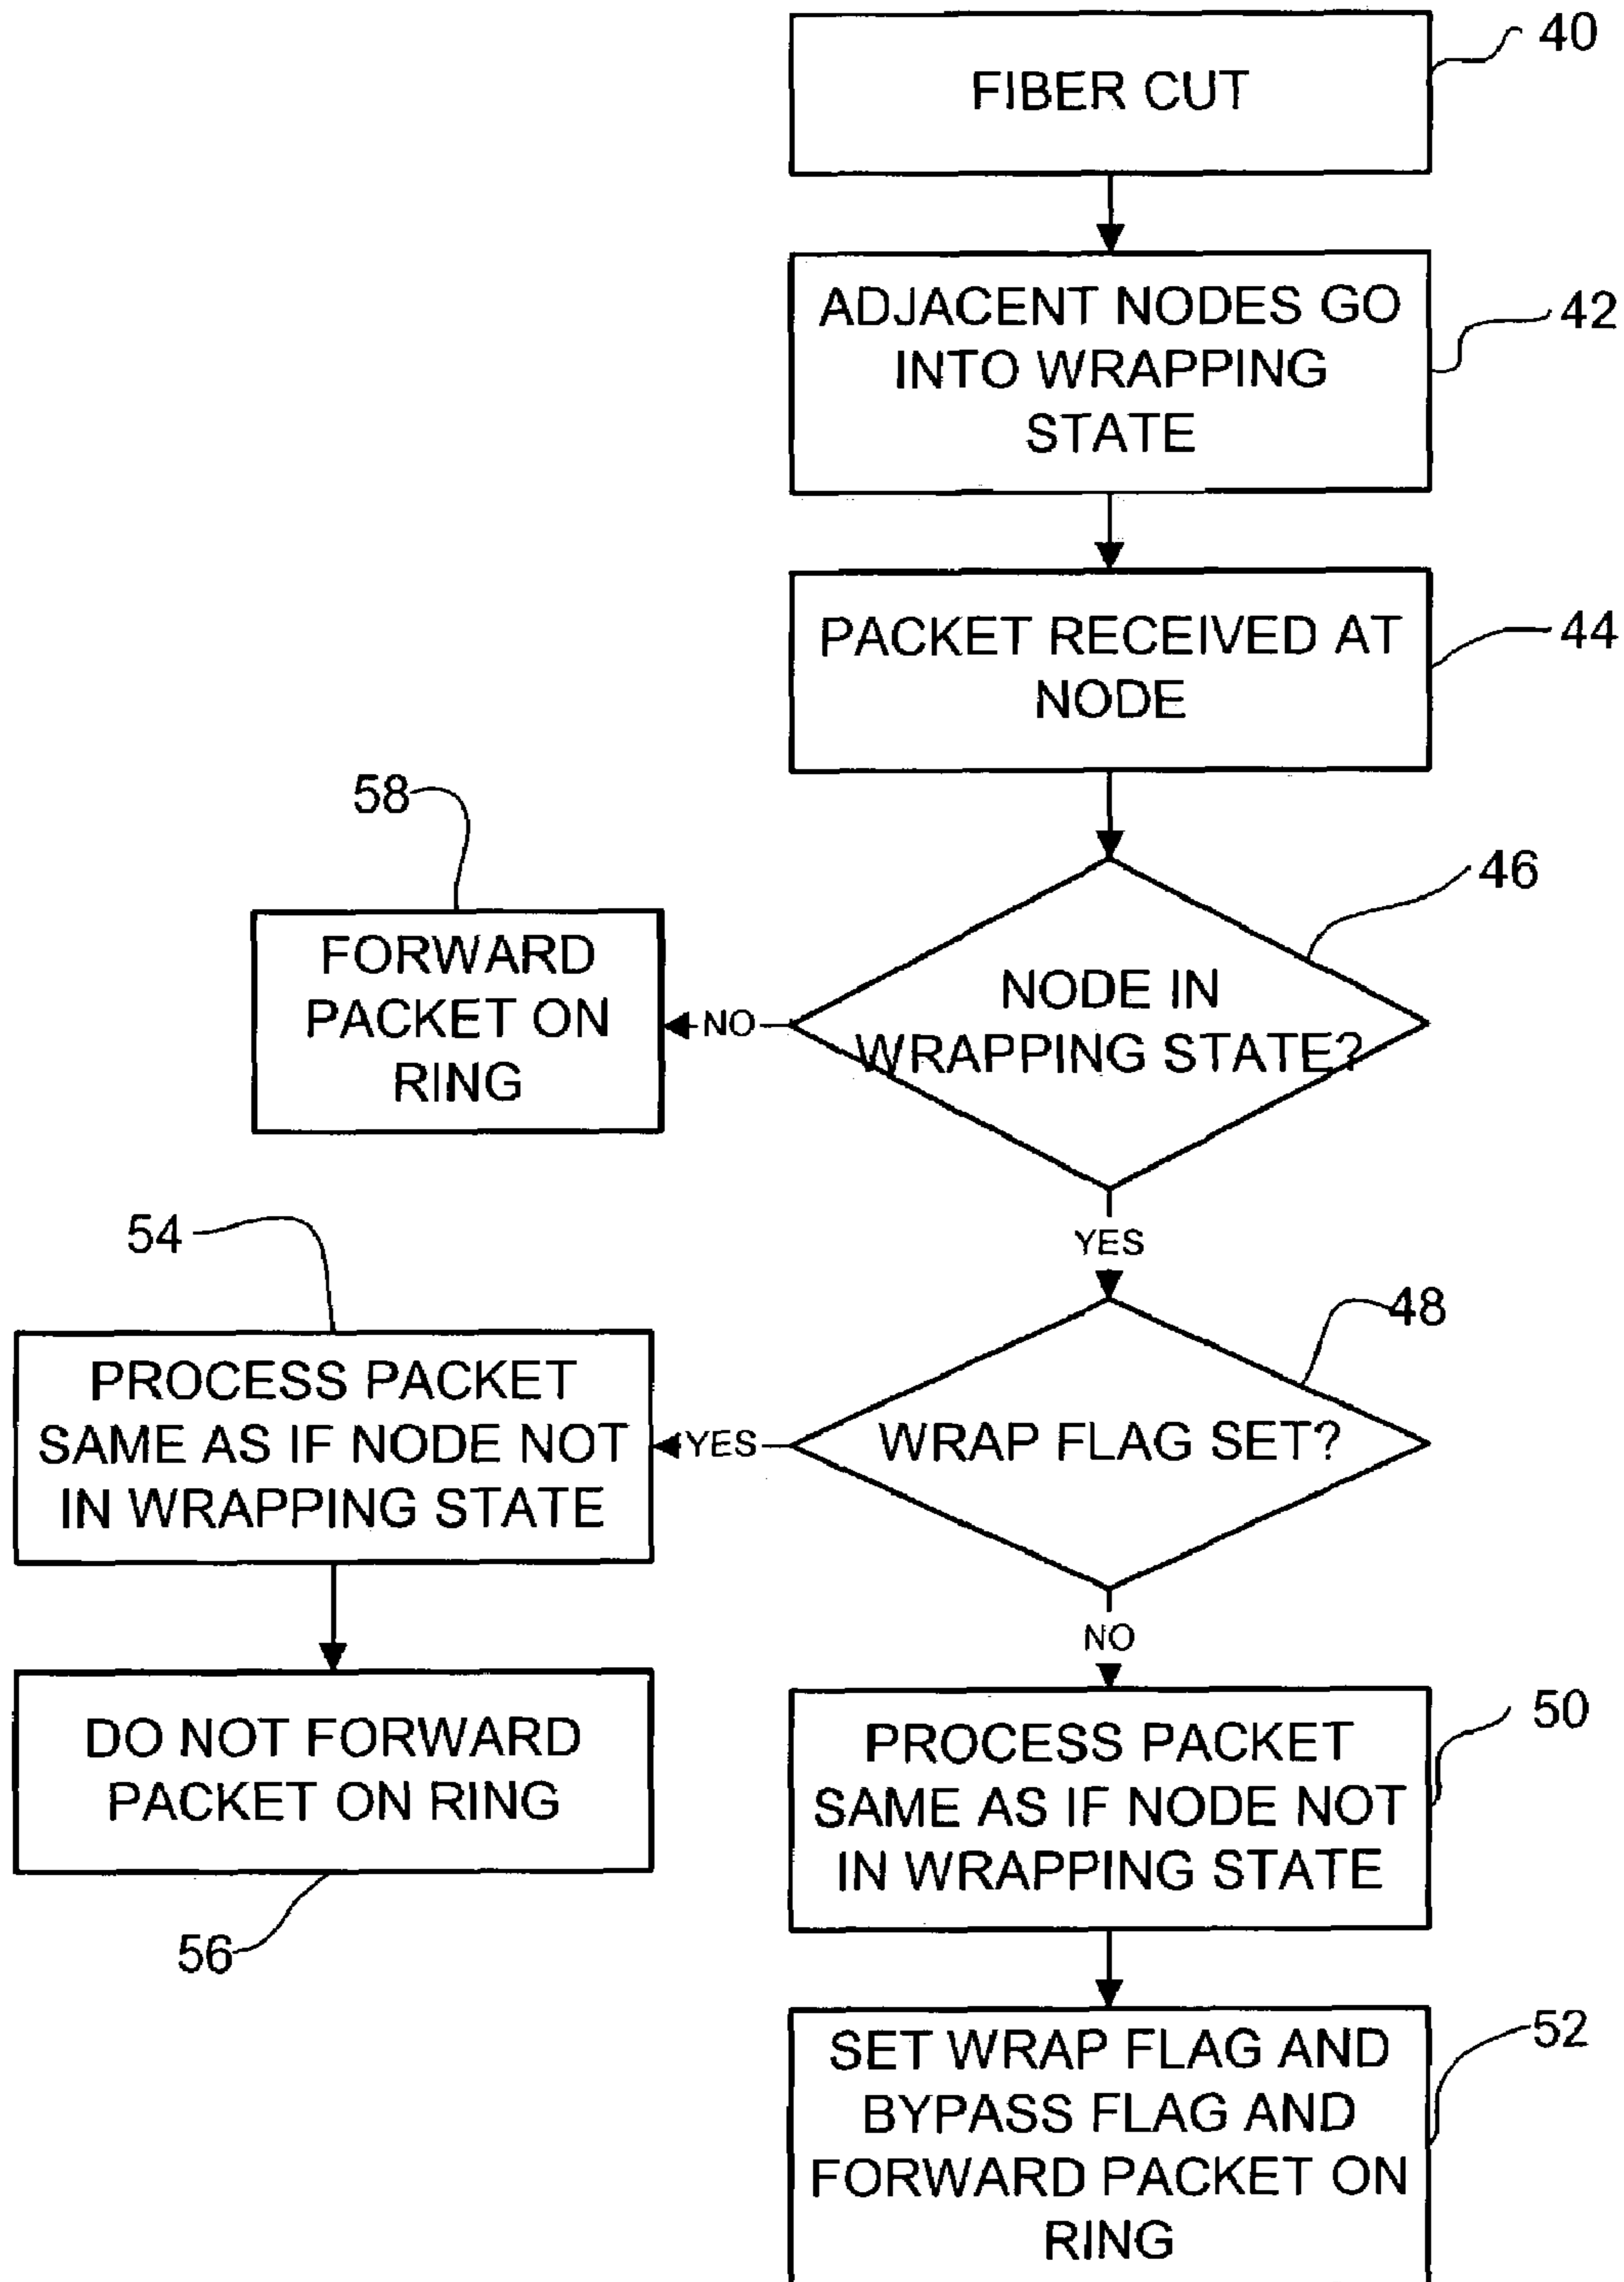 FIBER CUT
40
ADJACENT NODES GO
INTO WRAPPING
STATE
42
PACKET RECEIVED AT
NODE
44
58
FORWARD
PACKET ON
RING
NO
NODE IN
WRAPPING STATE?
46
YES
54
PROCESS PACKET
SAME AS IF NODE NOT
IN WRAPPING STATE
YES
WRAP FLAG SET?
48
NO
DO NOT FORWARD
PACKET ON RING
56
PROCESS PACKET
SAME AS IF NODE NOT
IN WRAPPING STATE
50
SET WRAP FLAG AND
BYPASS FLAG AND
FORWARD PACKET ON
RING
52